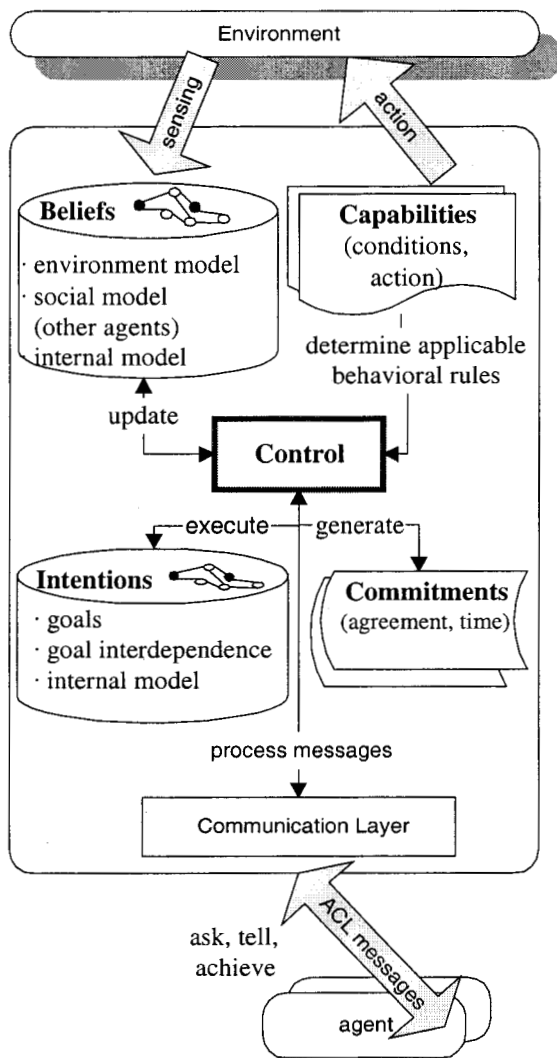 Environment
sensing
action
Beliefs
· environment model
· social model
(other agents)
internal model
Capabilities
(conditions,
action)
determine applicable
behavioral rules
update
Control
execute
generate
Intentions
· goals
· goal interdependence
· internal model
Commitments
(agreement, time)
process messages
Communication Layer
ask, tell,
achieve
ACL messages
agent